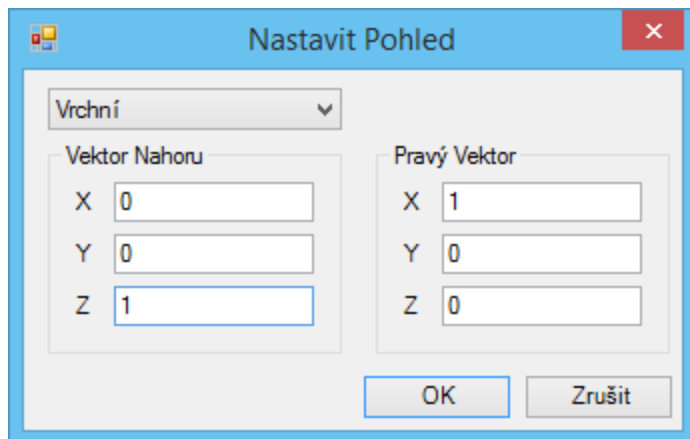 Nastavit Pohled
Vrchní
Vektor Nahoru
X 0
Y 0
Z 1
Pravý Vektor
X 1
Y 0
Z 0
OK
Zrušit